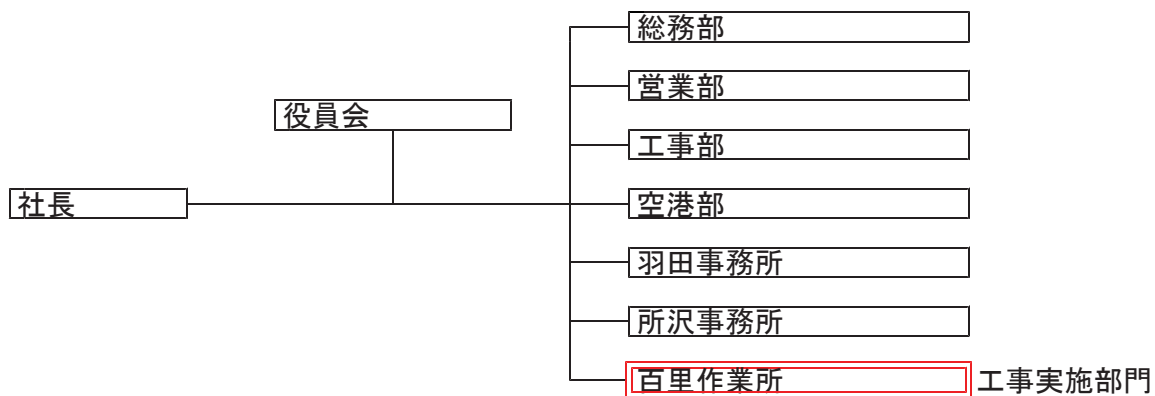 総務部
営業部
役員会
工事部
社長
空港部
羽田事務所
所沢事務所
百里作業所 工事実施部門